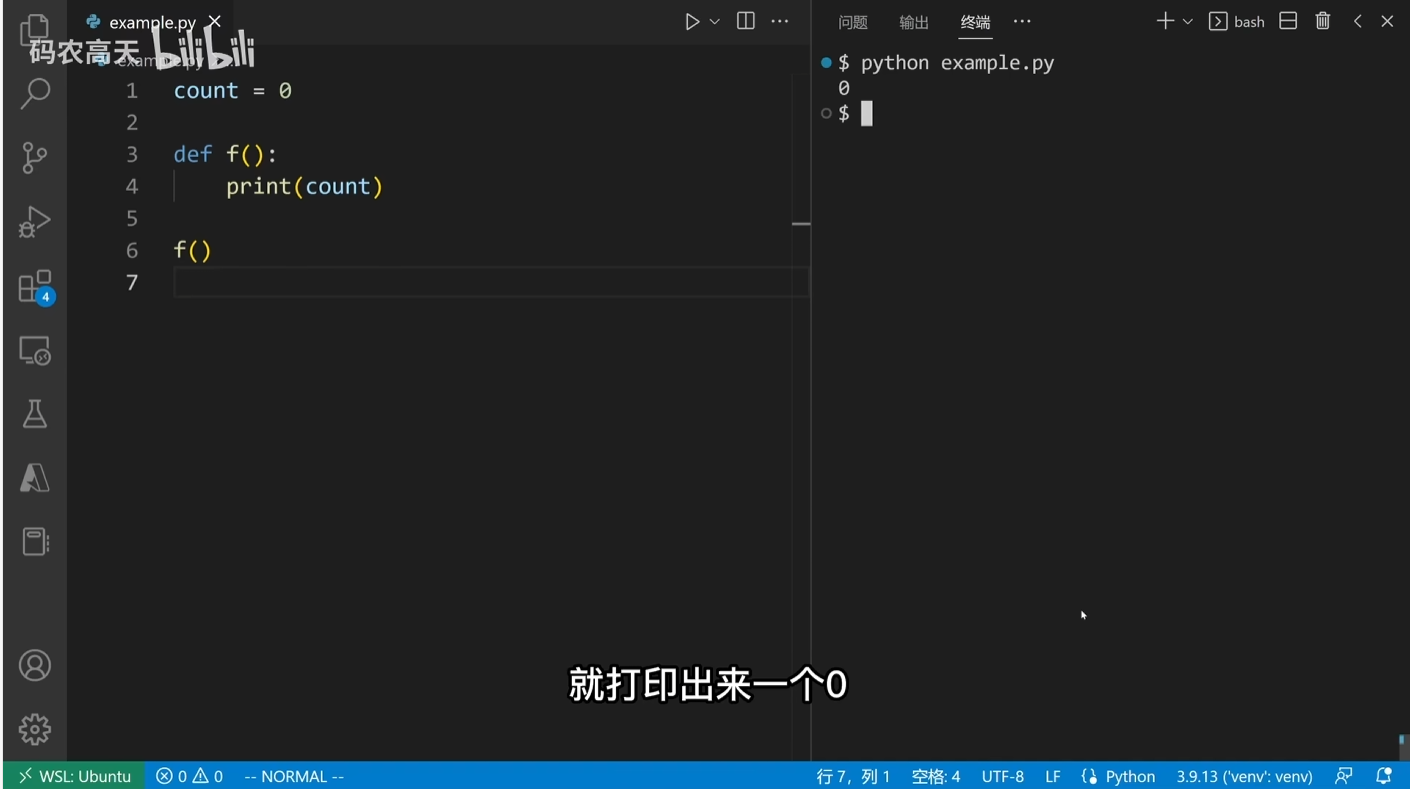 example.py
码农高天 bilibili
example.py
1 count = 0
2
3 def f():
4     print(count)
5
6 f()
7
4
问题 输出 终端 ···
bash
$ python example.py
0
$
就打印出来一个0
WSL: Ubuntu 0 0 -- NORMAL -- 行 7，列 1 空格: 4 UTF-8 LF Python 3.9.13 ('venv': venv)